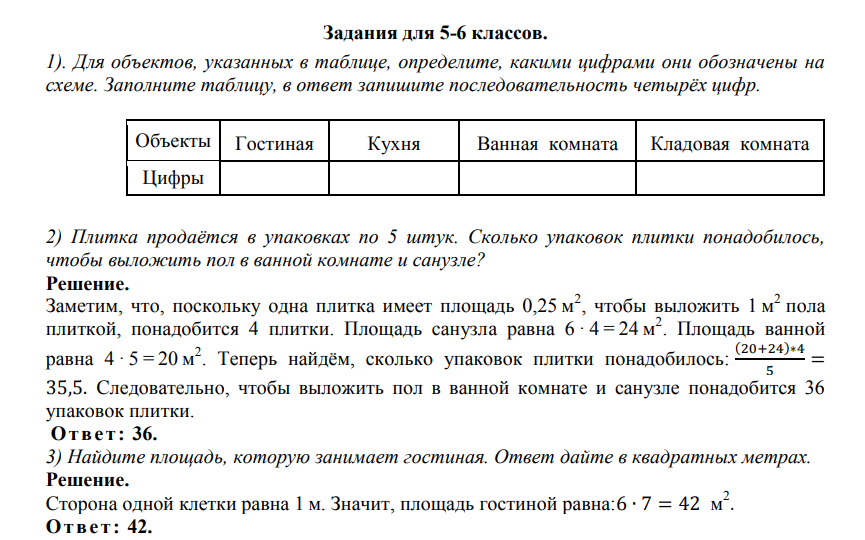 Задания для 5-6 классов.
1). Для объектов, указанных в таблице, определите, какими цифрами они обозначены на
схеме. Заполните таблицу, в ответ запишите последовательность четырёх цифр.
Объекты Гостиная Кухня Ванная комната Кладовая комната
Цифры
2) Плитка продаётся в упаковках по 5 штук. Сколько упаковок плитки понадобилось,
чтобы выложить пол в ванной комнате и санузле?
Решение.
Заметим, что, поскольку одна плитка имеет площадь 0,25 м², чтобы выложить 1 м² пола
плиткой, понадобится 4 плитки. Площадь санузла равна 6 · 4 = 24 м². Площадь ванной
равна 4 · 5 = 20 м². Теперь найдём, сколько упаковок плитки понадобилось: (20+24)*4/5 =
35,5. Следовательно, чтобы выложить пол в ванной комнате и санузле понадобится 36
упаковок плитки.
Ответ: 36.
3) Найдите площадь, которую занимает гостиная. Ответ дайте в квадратных метрах.
Решение.
Сторона одной клетки равна 1 м. Значит, площадь гостиной равна:6 · 7 = 42 м².
Ответ: 42.